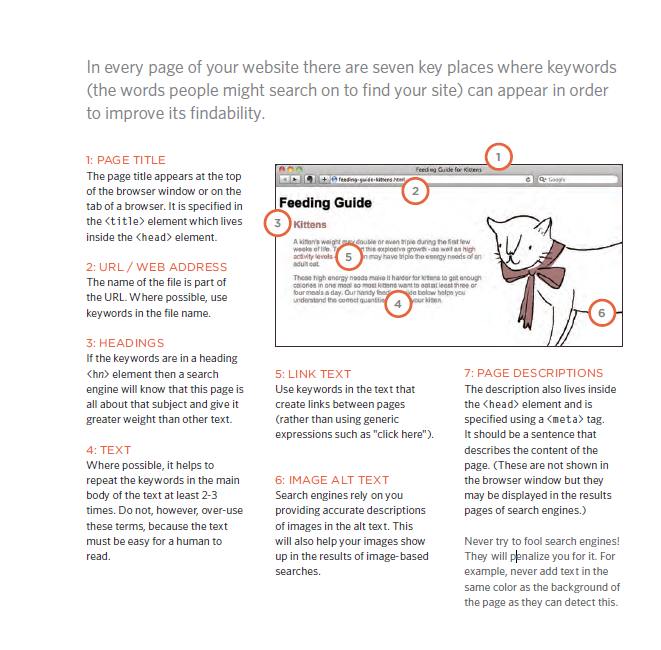 In every page of your website there are seven key places where keywords
(the words people might search on to find your site) can appear in order
to improve its findability.
1: PAGE TITLE
The page title appears at the top
of the browser window or on the
tab of a browser. It is specified in
the <title> element which lives
inside the <head> element.
2: URL / WEB ADDRESS
The name of the file is part of
the URL. Where possible, use
keywords in the file name.
3: HEADINGS
If the keywords are in a heading
<hn> element then a search
engine will know that this page is
all about that subject and give it
greater weight than other text.
4: TEXT
Where possible, it helps to
repeat the keywords in the main
body of the text at least 2-3
times. Do not, however, over-use
these terms, because the text
must be easy for a human to
read.
1
Feeding Guide for Kittens
feeding-guide-kittens.html
Google
2
Feeding Guide
3
Kittens
A kitten's weight may double or even triple during the first few
weeks of life. this explosive growth - as well as high
activity levels may have triple the energy needs of an
adult cat.
5
These high energy needs make it harder for kittens to get enough
calories in one meal so most kittens want to eat at least three or
four meals a day. Our handy below helps you
understand the correct your kitten.
4
6
5: LINK TEXT
Use keywords in the text that
create links between pages
(rather than using generic
expressions such as "click here").
6: IMAGE ALT TEXT
Search engines rely on you
providing accurate descriptions
of images in the alt text. This
will also help your images show
up in the results of image-based
searches.
7: PAGE DESCRIPTIONS
The description also lives inside
the <head> element and is
specified using a <meta> tag.
It should be a sentence that
describes the content of the
page. (These are not shown in
the browser window but they
may be displayed in the results
pages of search engines.)
Never try to fool search engines!
They will penalize you for it. For
example, never add text in the
same color as the background of
the page as they can detect this.